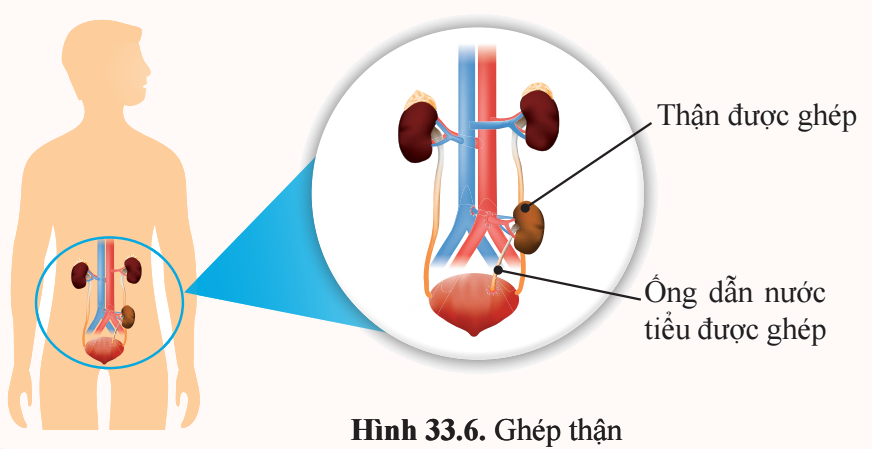 Thận được ghép
Ống dẫn nước
tiểu được ghép
Hình 33.6. Ghép thận